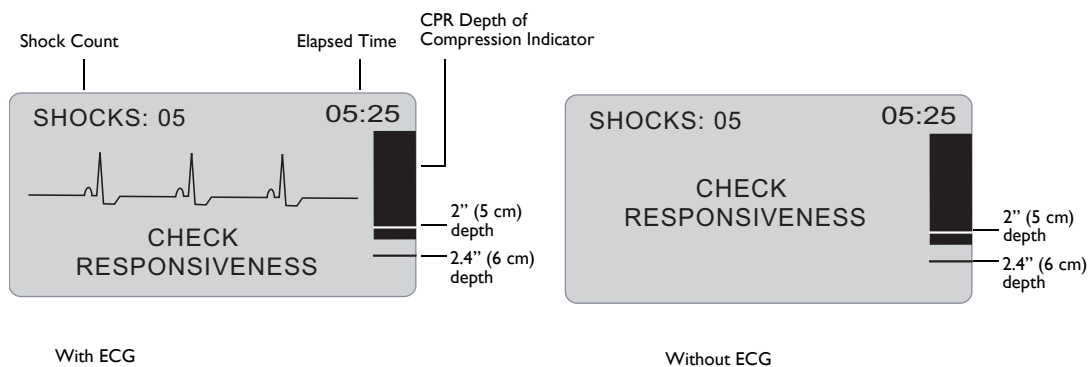 Shock Count
Elapsed Time
CPR Depth of
Compression Indicator
SHOCKS: 05
05:25
CHECK
RESPONSIVENESS
2” (5 cm)
depth
2.4” (6 cm)
depth
With ECG
SHOCKS: 05
05:25
CHECK
RESPONSIVENESS
2” (5 cm)
depth
2.4” (6 cm)
depth
Without ECG